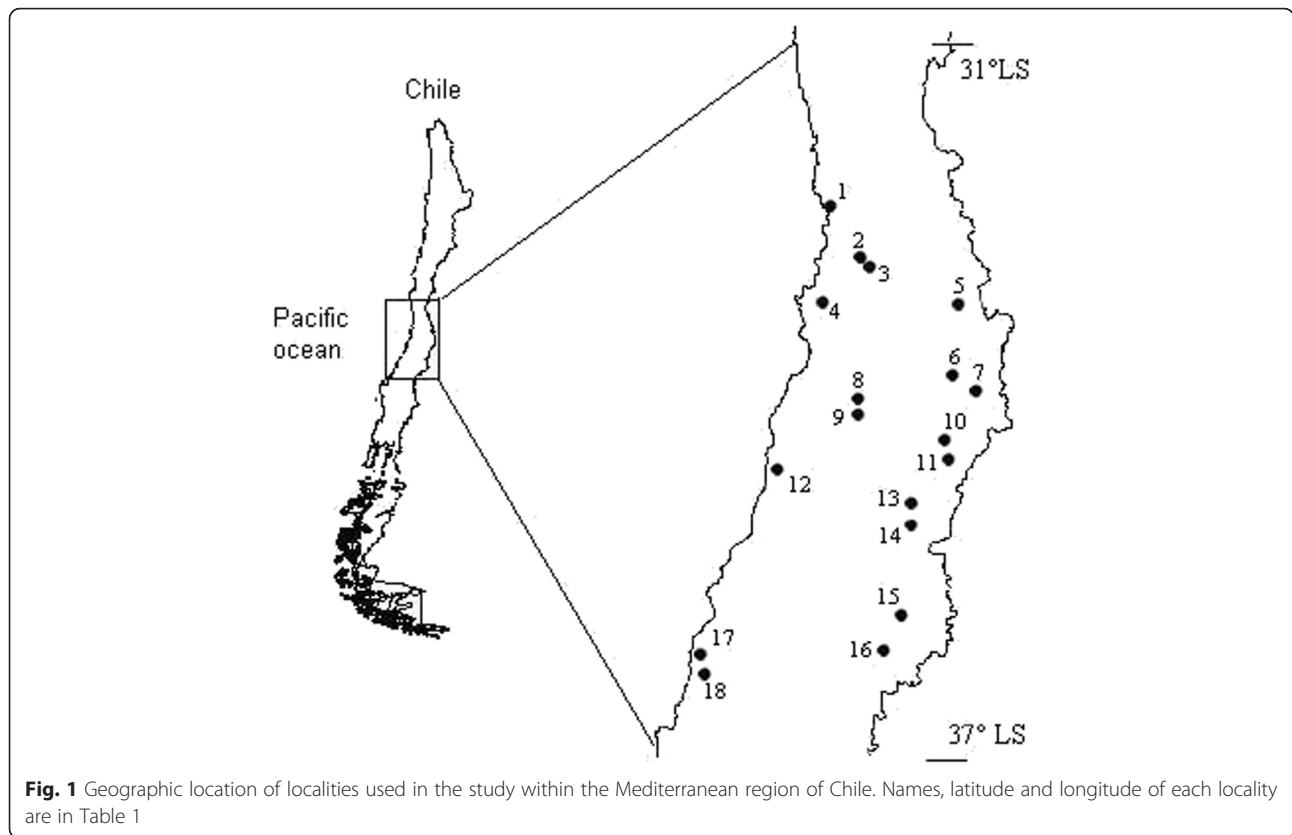 Chile
Pacific
ocean
31°LS
1
2
3
4
5
6
7
8
9
10
11
12
13
14
15
16
17
18
37° LS
Fig. 1 Geographic location of localities used in the study within the Mediterranean region of Chile. Names, latitude and longitude of each locality
are in Table 1